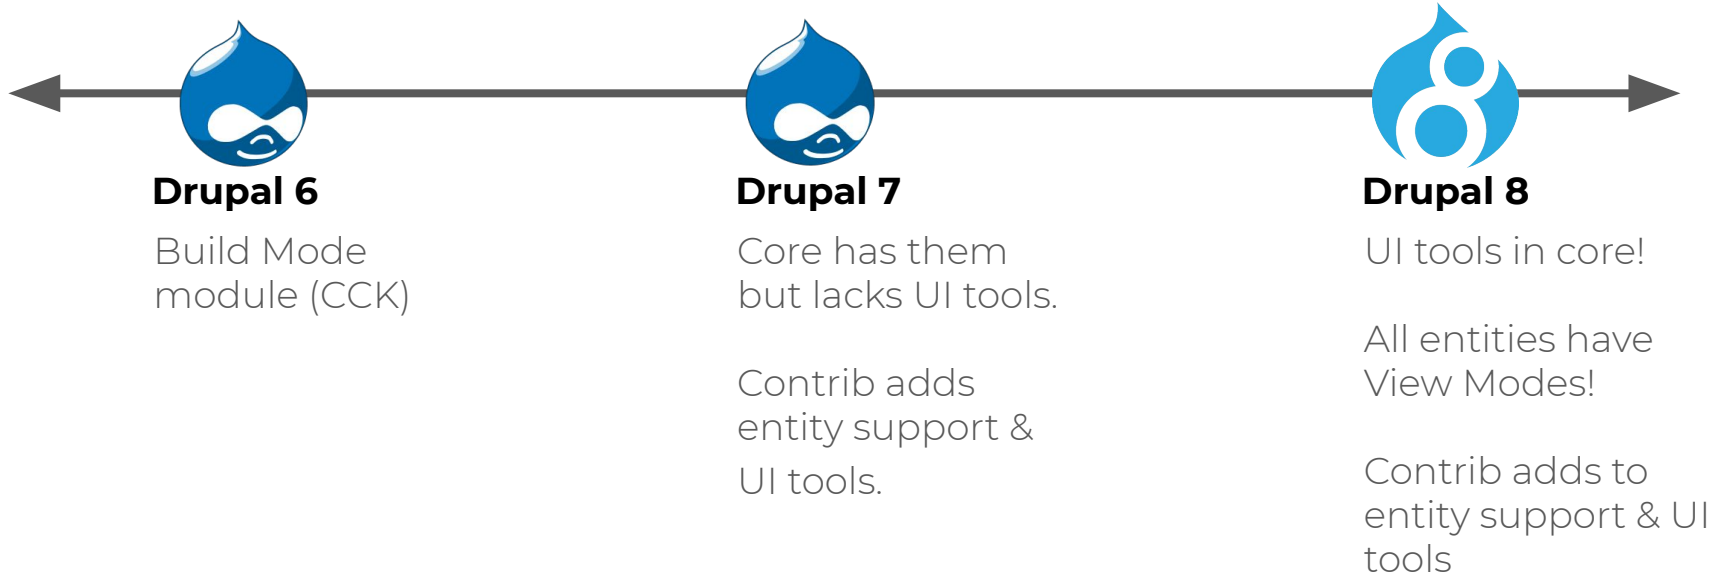 Drupal 6
Build Mode
module (CCK)
Drupal 7
Core has them
but lacks UI tools.
Contrib adds
entity support &
UI tools.
8
Drupal 8
UI tools in core!
All entities have
View Modes!
Contrib adds to
entity support & UI
tools